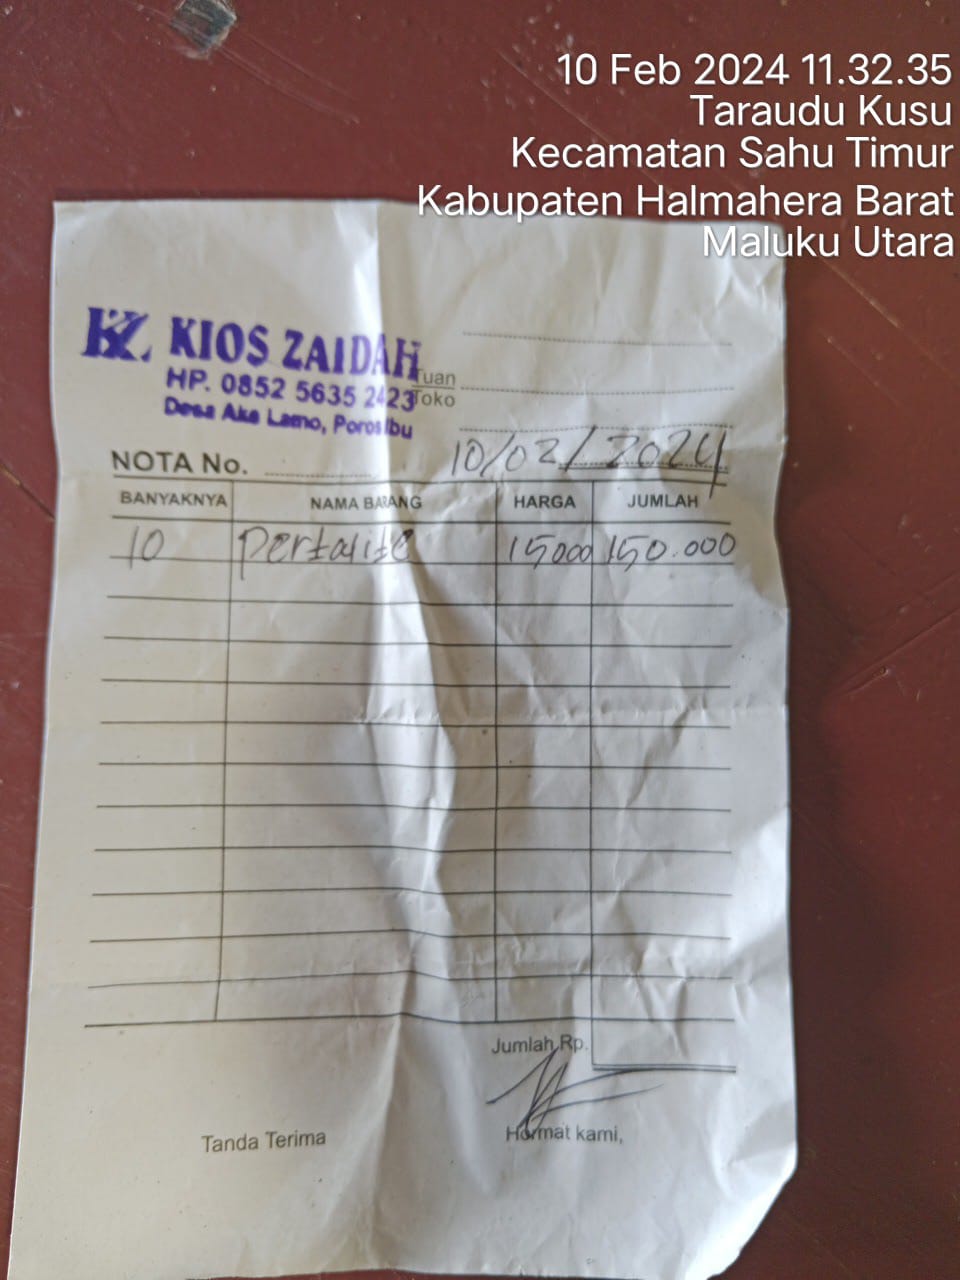 10 Feb 2024 11.32.35
Taraudu Kusu
Kecamatan Sahu Timur
Kabupaten Halmahera Barat
Maluku Utara
KZ KIOS ZAIDAH
HP. 0852 5635 2423
Desa Ake Lamo, Poros Ibu
Tuan
Toko
NOTA No. 10/02/2024
BANYAKNYA NAMA BARANG HARGA JUMLAH
10 Pertalite 15000 150.000
Jumlah Rp.
Tanda Terima Hormat kami,